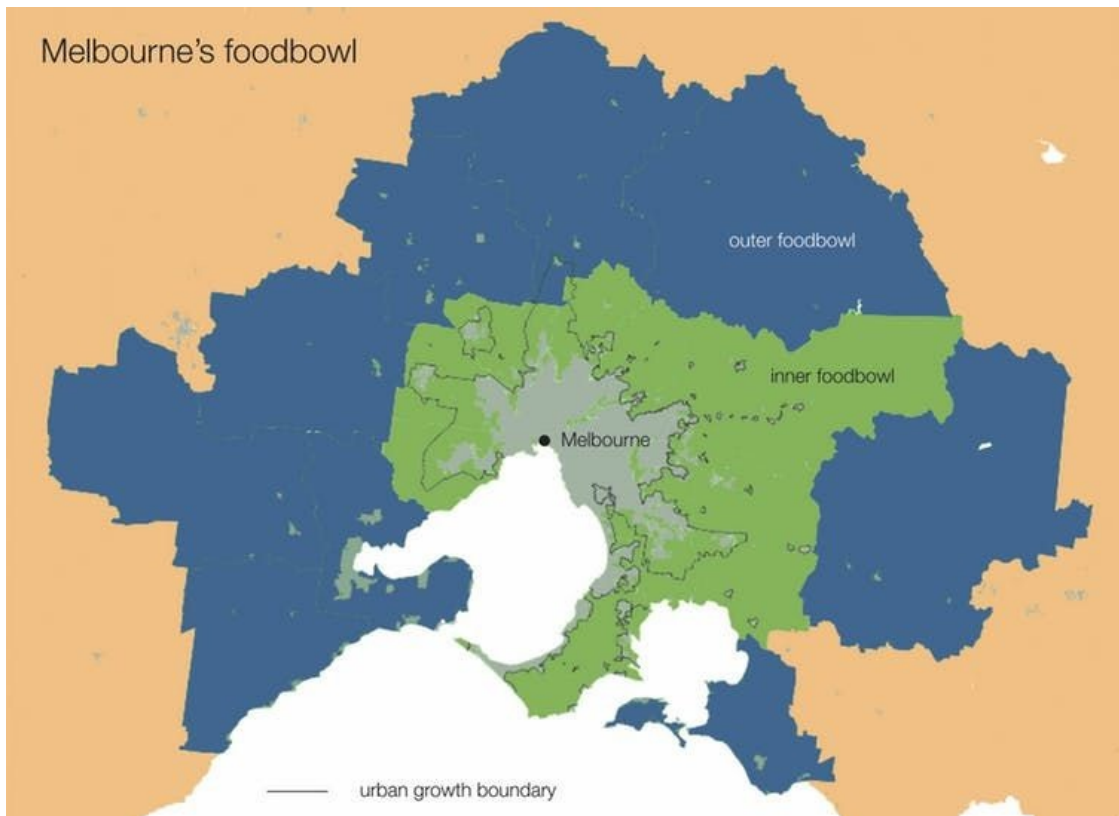 Melbourne's foodbowl
outer foodbowl
inner foodbowl
Melbourne
urban growth boundary